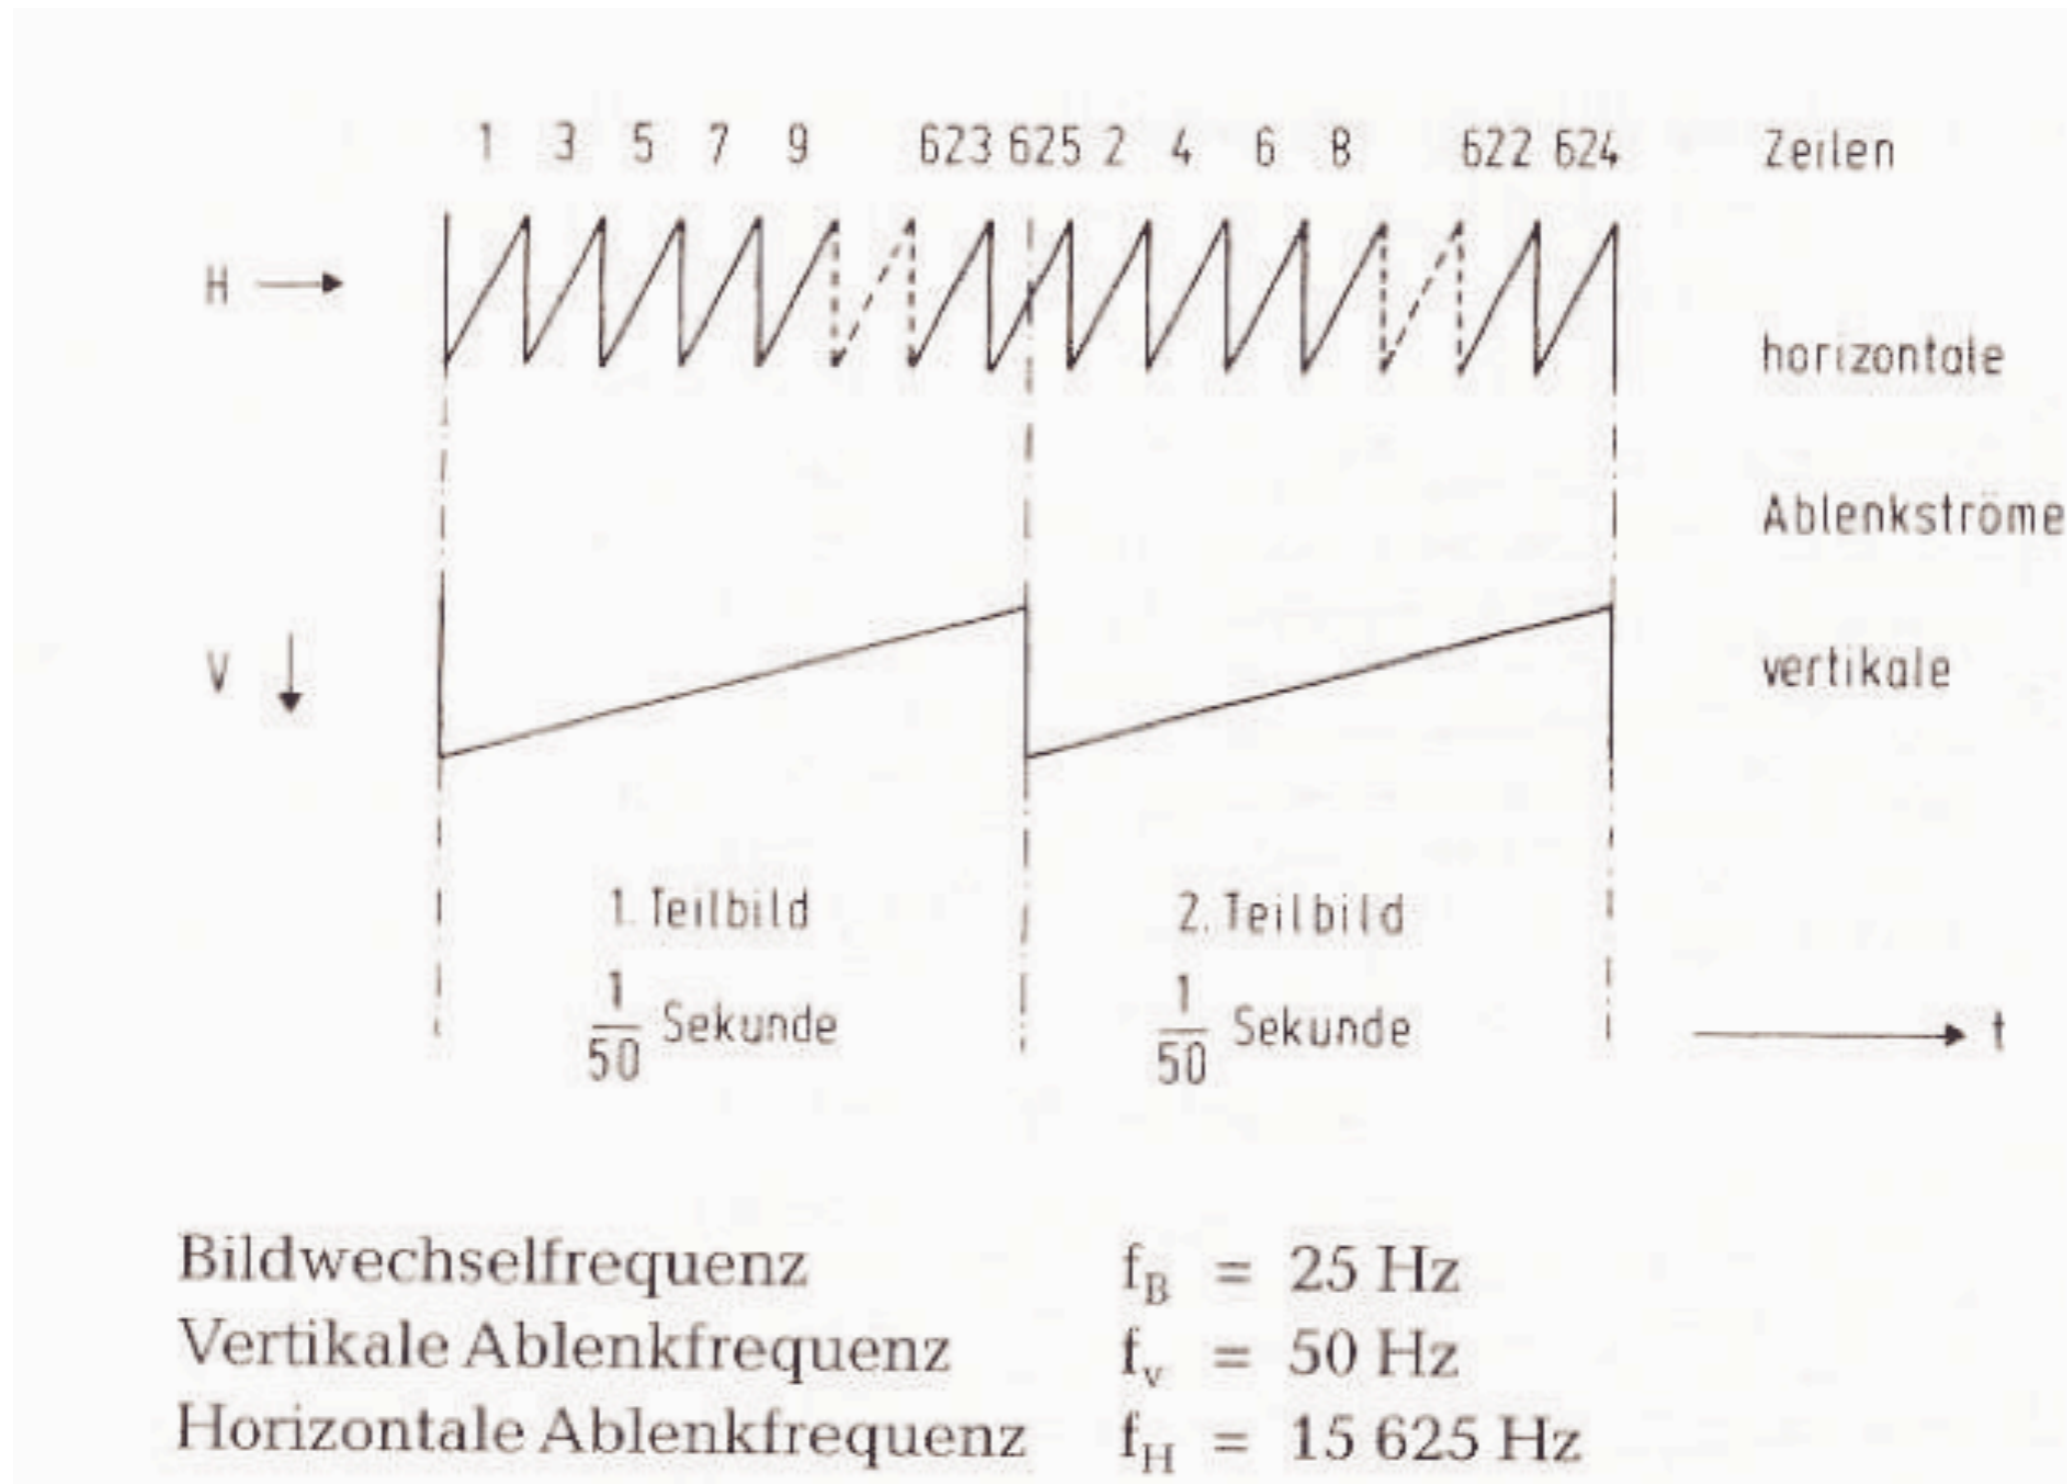 1 3 5 7 9 623 625 2 4 6 8 622 624 Zeilen
H
horizontale
Ablenkströme
V
vertikale
1. Teilbild 2. Teilbild
1/50 Sekunde 1/50 Sekunde t
Bildwechselfrequenz f_B = 25 Hz
Vertikale Ablenkfrequenz f_v = 50 Hz
Horizontale Ablenkfrequenz f_H = 15 625 Hz